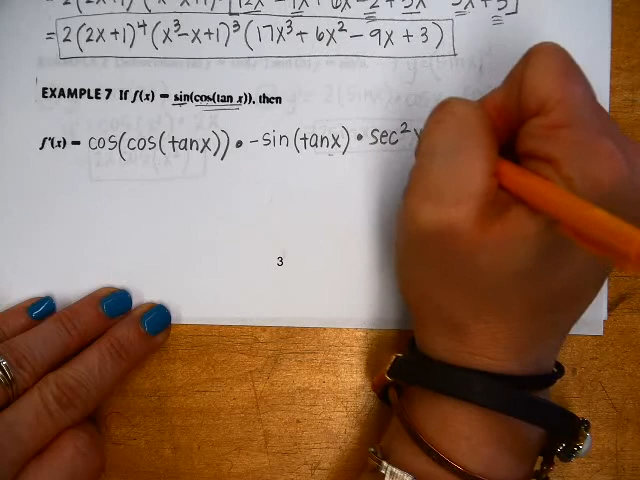 = 2(2x+1)⁴(x³-x+1)³(17x³+6x²-9x+3)
EXAMPLE 7 If f(x) = sin(cos(tan x)), then
f'(x) = cos(cos(tanx)) • -sin(tanx) • sec²x
3